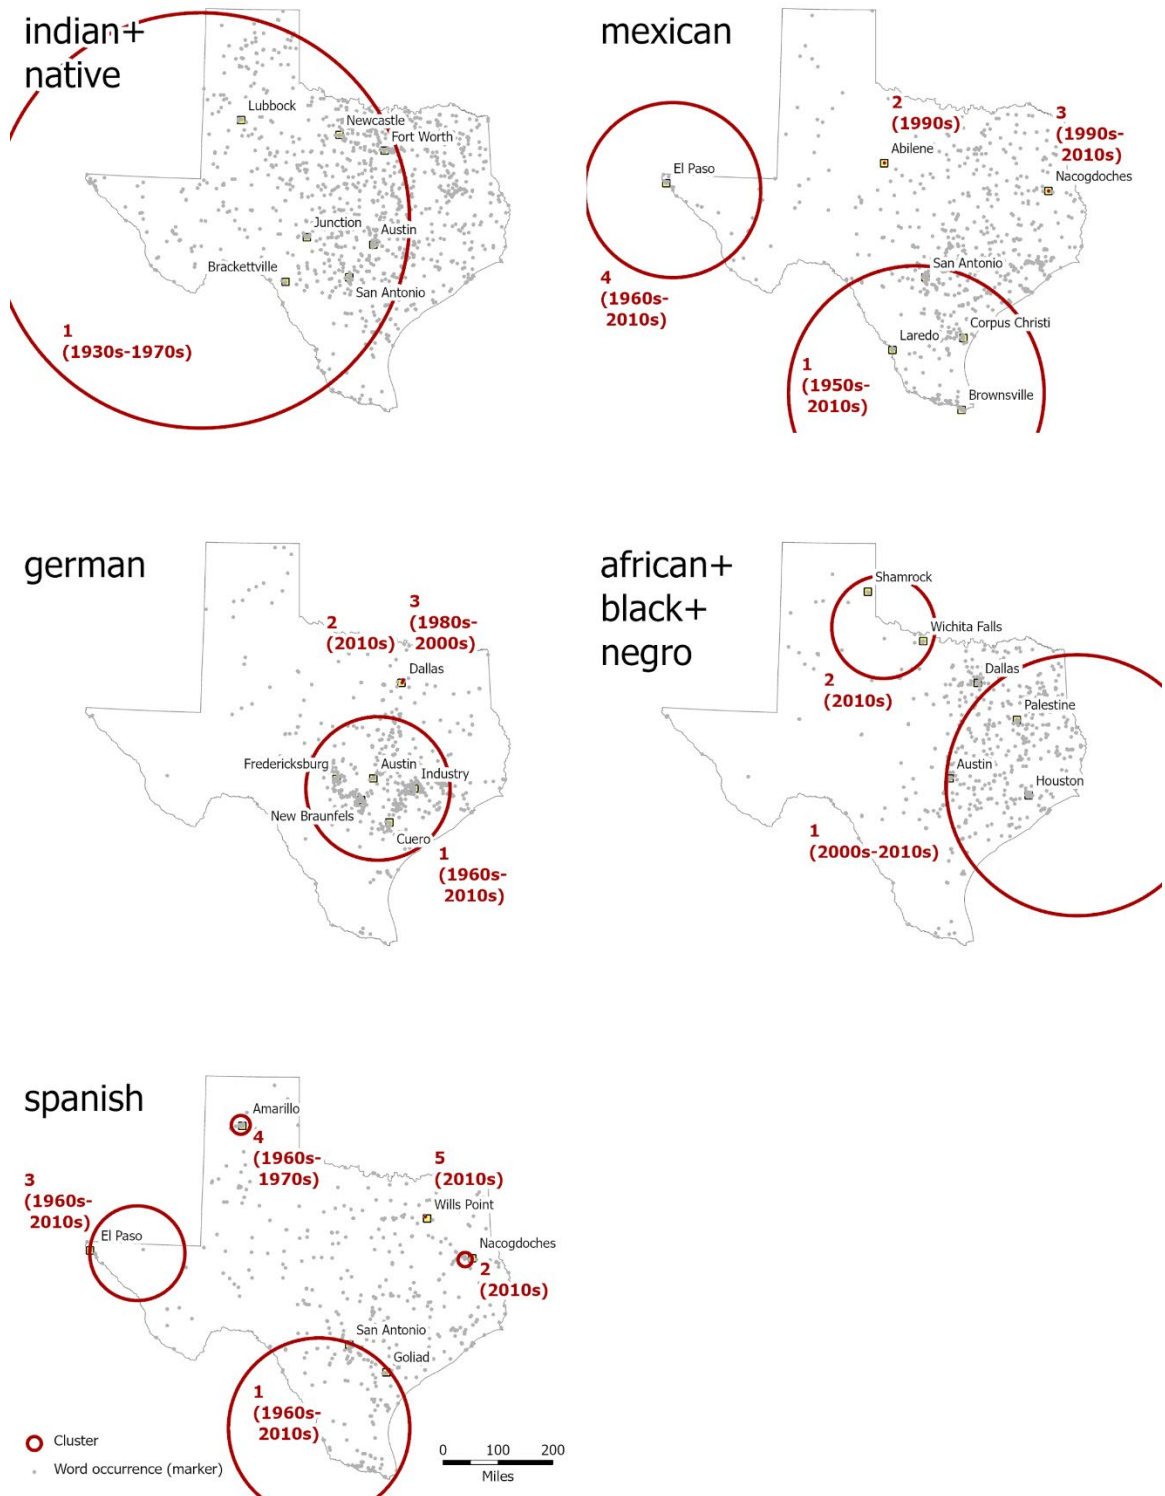 indian+
native
Lubbock
Newcastle
Fort Worth
Junction
Austin
Brackettville
San Antonio
1
(1930s-1970s)
mexican
2
(1990s)
Abilene
3
(1990s-
2010s)
Nacogdoches
El Paso
4
(1960s-
2010s)
San Antonio
Laredo
Corpus Christi
1
(1950s-
2010s)
Brownsville
german
2
(2010s)
3
(1980s-
2000s)
Dallas
Fredericksburg
Austin
Industry
New Braunfels
Cuero
1
(1960s-
2010s)
african+
black+
negro
Shamrock
Wichita Falls
2
(2010s)
Dallas
Palestine
Austin
Houston
1
(2000s-2010s)
spanish
Amarillo
4
(1960s-
1970s)
3
(1960s-
2010s)
El Paso
5
(2010s)
Wills Point
Nacogdoches
2
(2010s)
San Antonio
Goliad
1
(1960s-
2010s)
Cluster
Word occurrence (marker)
0 100 200
Miles